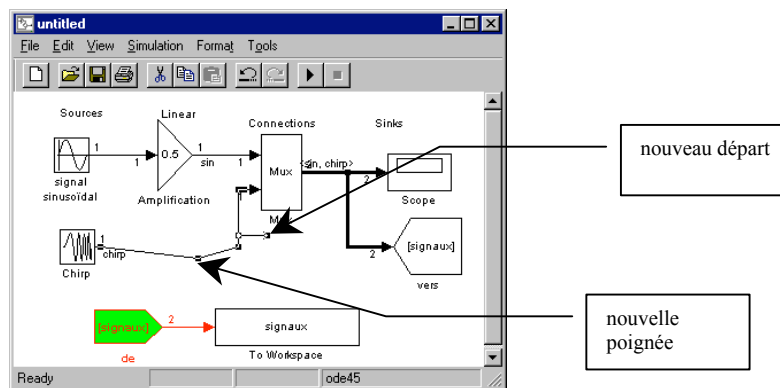 untitled
File Edit View Simulation Format Tools
Sources Linear Connections Sinks
1 1 0.5 1 sin 1 Mux <sin, chirp> 2
signal
sinusoïdal
Amplification
Scope
1
chirp
Chirp
2 [signaux]
vers
[signaux] 2 signaux
de
To Workspace
Ready ode45
nouveau départ
nouvelle
poignée